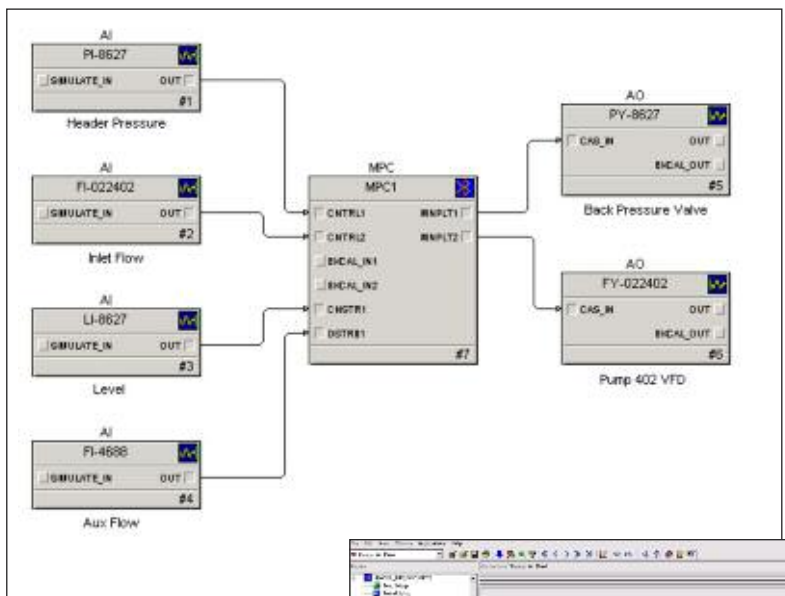 AI
PI-8627
SIMULATE_IN OUT
#1
Header Pressure
AI
FI-022402
SIMULATE_IN OUT
#2
Inlet Flow
AI
LI-8627
SIMULATE_IN OUT
#3
Level
AI
FI-4688
SIMULATE_IN OUT
#4
Aux Flow
MPC
MPC1
CNTRL1 MNPLT1
CNTRL2 MNPLT2
BKCAL_IN1
BKCAL_IN2
CNSTR1
DSTRB1
#7
AO
PY-8627
CAS_IN OUT
BKCAL_OUT
#5
Back Pressure Valve
AO
FY-022402
CAS_IN OUT
BKCAL_OUT
#6
Pump 402 VFD